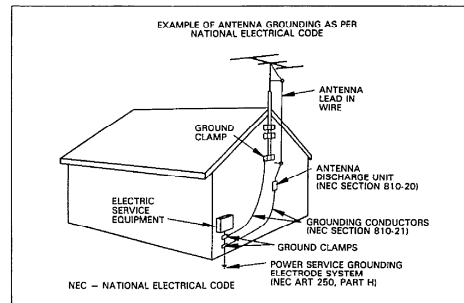 EXAMPLE OF ANTENNA GROUNDING AS PER
NATIONAL ELECTRICAL CODE
ANTENNA
LEAD IN
WIRE
GROUND
CLAMP
ANTENNA
DISCHARGE UNIT
(NEC SECTION 810-20)
ELECTRIC
SERVICE
EQUIPMENT
GROUNDING CONDUCTORS
(NEC SECTION 810-21)
GROUND CLAMPS
POWER SERVICE GROUNDING
ELECTRODE SYSTEM
(NEC ART 250, PART H)
NEC – NATIONAL ELECTRICAL CODE